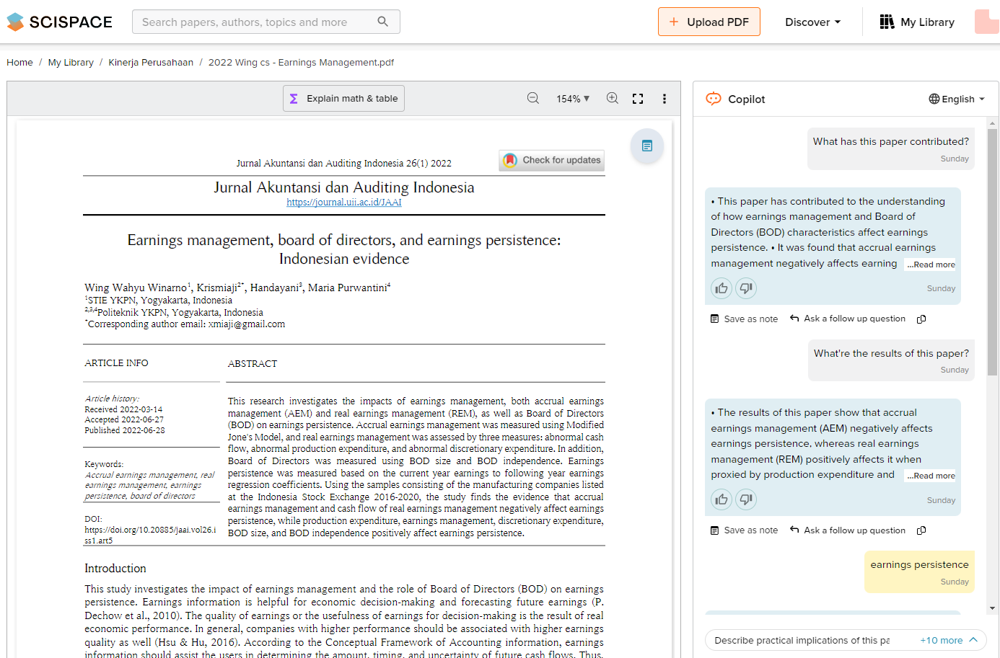 SCISPACE
Search papers, authors, topics and more
Upload PDF
Discover
My Library
Home / My Library / Kinerja Perusahaan / 2022 Wing cs - Earnings Management.pdf
Explain math & table
154%
Jurnal Akuntansi dan Auditing Indonesia 26(1) 2022
Check for updates
Jurnal Akuntansi dan Auditing Indonesia
https://journal.uii.ac.id/JAAI
Earnings management, board of directors, and earnings persistence:
Indonesian evidence
Wing Wahyu Winarno1, Krismiaji2*, Handayani3, Maria Purwantini4
1STIE YKPN, Yogyakarta, Indonesia
2,3,4Politeknik YKPN, Yogyakarta, Indonesia
*Corresponding author email: xmiaji@gmail.com
ARTICLE INFO
Article history:
Received 2022-03-14
Accepted 2022-06-27
Published 2022-06-28
Keywords:
Accrual earnings management, real
earnings management, earnings
persistence, board of directors
DOI:
https://doi.org/10.20885/jaai.vol26.i
ss1.art5
ABSTRACT
This research investigates the impacts of earnings management, both accrual earnings
management (AEM) and real earnings management (REM), as well as Board of Directors
(BOD) on earnings persistence. Accrual earnings management was measured using Modified
Jone's Model, and real earnings management was assessed by three measures: abnormal cash
flow, abnormal production expenditure, and abnormal discretionary expenditure. In addition,
Board of Directors was measured using BOD size and BOD independence. Earnings
persistence was measured based on the current year earnings to following year earnings
regression coefficients. Using the samples consisting of the manufacturing companies listed
at the Indonesia Stock Exchange 2016-2020, the study finds the evidence that accrual
earnings management and cash flow of real earnings management negatively affect earnings
persistence, while production expenditure, earnings management, discretionary expenditure,
BOD size, and BOD independence positively affect earnings persistence.
Introduction
This study investigates the impact of earnings management and the role of Board of Directors (BOD) on earnings
persistence. Earnings information is helpful for economic decision-making and forecasting future earnings (P.
Dechow et al., 2010). The quality of earnings or the usefulness of earnings for decision-making is the result of real
economic performance. In general, companies with higher performance should be associated with higher earnings
quality as well (Hsu & Hu, 2016). According to the Conceptual Framework of Accounting information, earnings
information should assist the users in determining the amount, timing, and uncertainty of future cash flows. Thus,
Copilot
English
What has this paper contributed?
Sunday
• This paper has contributed to the understanding
of how earnings management and Board of
Directors (BOD) characteristics affect earnings
persistence. • It was found that accrual earnings
management negatively affects earning ...Read more
Sunday
Save as note
Ask a follow up question
What're the results of this paper?
Sunday
• The results of this paper show that accrual
earnings management (AEM) negatively affects
earnings persistence, whereas real earnings
management (REM) positively affects it when
proxied by production expenditure and ...Read more
Sunday
Save as note
Ask a follow up question
earnings persistence
Sunday
Describe practical implications of this pa
+10 more